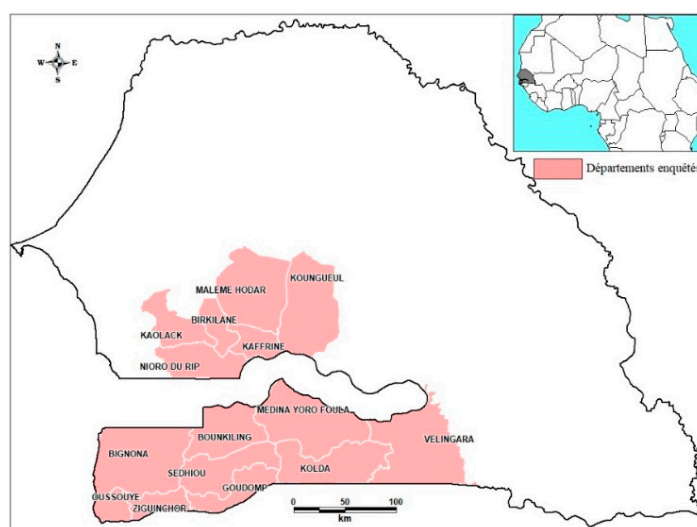 N
W E
S
Départements enquêtés
KOUNGUEUL
MALEME HODAR
BIRKILANE
KAOLACK
KAFFRINE
NIORO DU RIP
MEDINA YORO FOULA
BOUNKILING
VELINGARA
BIGNONA
SEDHIOU
KOLDA
GOUDOMP
OUSSOUYE
ZIGUINCHOR
0 50 100
km